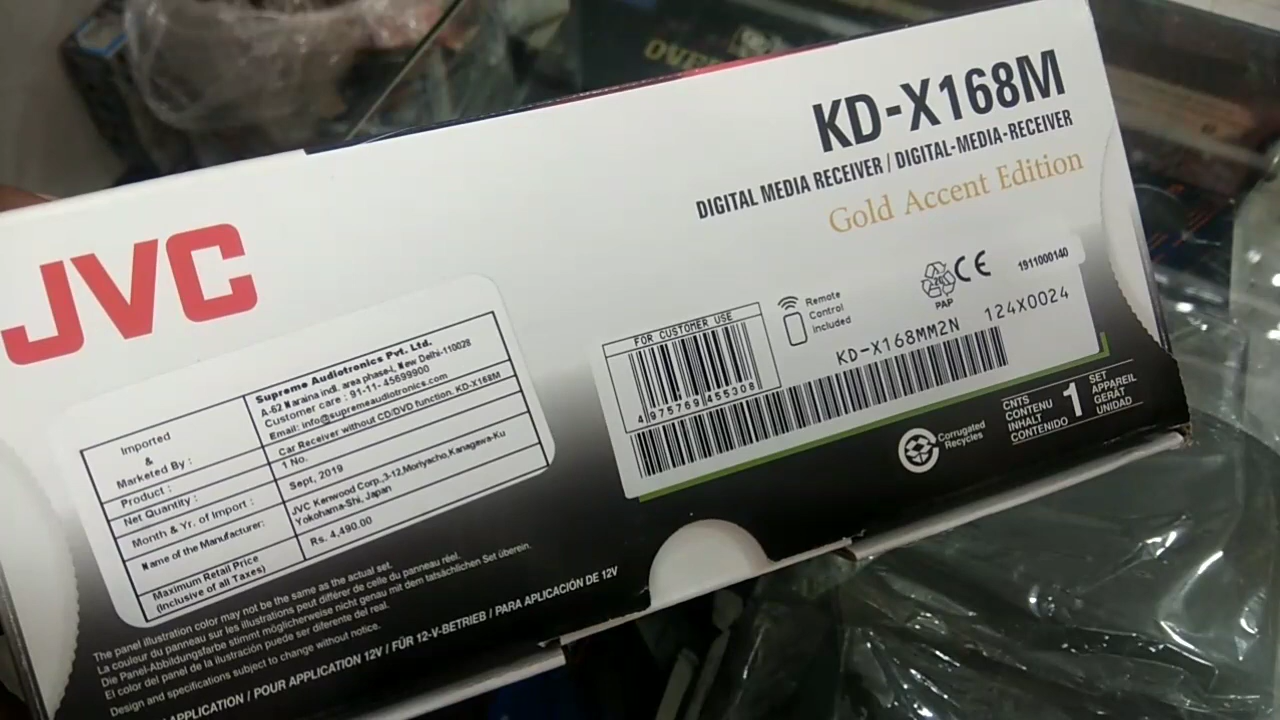 KD-X168M
DIGITAL MEDIA RECEIVER / DIGITAL-MEDIA-RECEIVER
Gold Accent Edition
JVC
Imported & Marketed By :
Supreme Audiotronics Pvt. Ltd.
A-62 Naraina indl. area phase-I, New Delhi-110028
Customer care : 91-11- 45699900
Email: info@supremeaudiotronics.com
Product : Car Receiver without CD/DVD function. KD-X168M
Net Quantity : 1 No.
Month & Yr. of Import : Sept, 2019
Name of the Manufacturer: JVC Kenwood Corp.,3-12,Moriyacho,Kanagawa-Ku
Yokohama-Shi, Japan
Maximum Retail Price
(Inclusive of all Taxes)
Rs. 4,490.00
FOR CUSTOMER USE
4 975769 455308
Remote
Control
Included
PAP
CE
1911000140
KD-X168MM2N 124X0024
Corrugated
Recycles
CNTS
CONTENU
INHALT
CONTENIDO
1
SET
APPAREIL
GERÄT
UNIDAD
The panel illustration color may not be the same as the actual set.
La couleur du panneau sur les illustrations peut différer de celle du panneau réel.
Die Panel-Abbildungsfarbe stimmt möglicherweise nicht genau mit dem tatsächlichen Set überein.
El color del panel de la ilustración puede ser diferente del real.
Design and specifications subject to change without notice.
APPLICATION / POUR APPLICATION 12V / FÜR 12-V-BETRIEB / PARA APLICACIÓN DE 12V